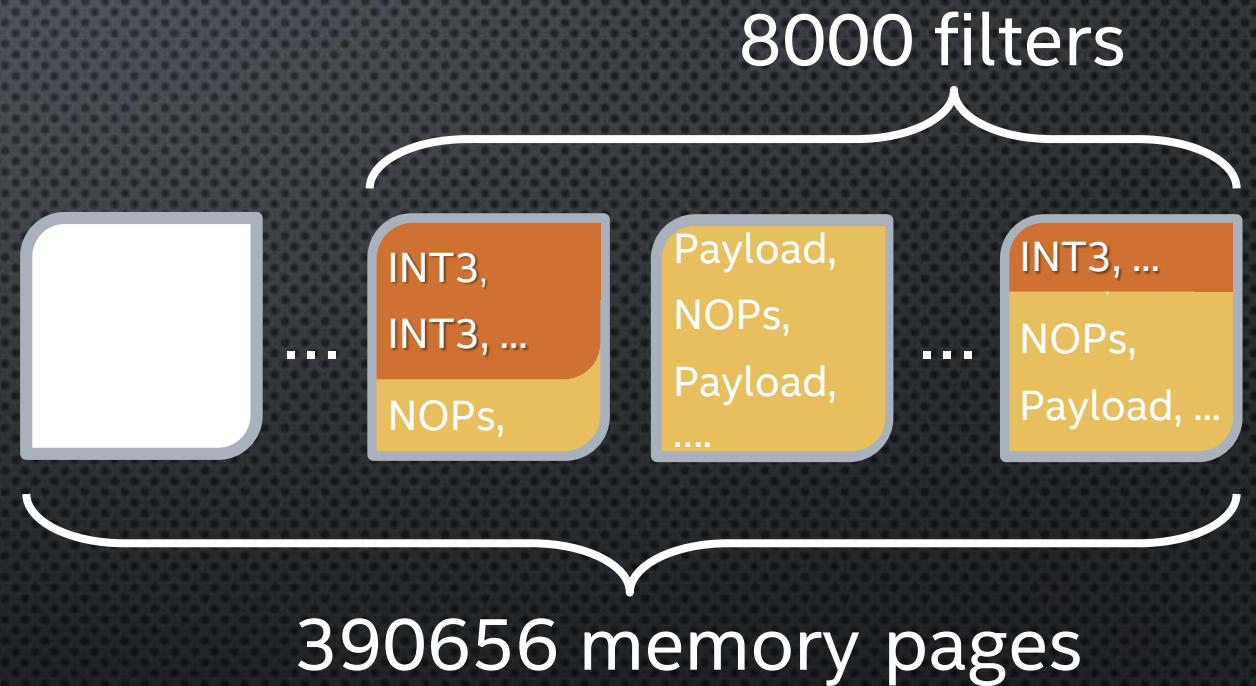 8000 filters
INT3,
INT3, ...
NOPs,
...
Payload,
NOPs,
Payload,
....
...
INT3, ...
NOPs,
Payload, ...
390656 memory pages